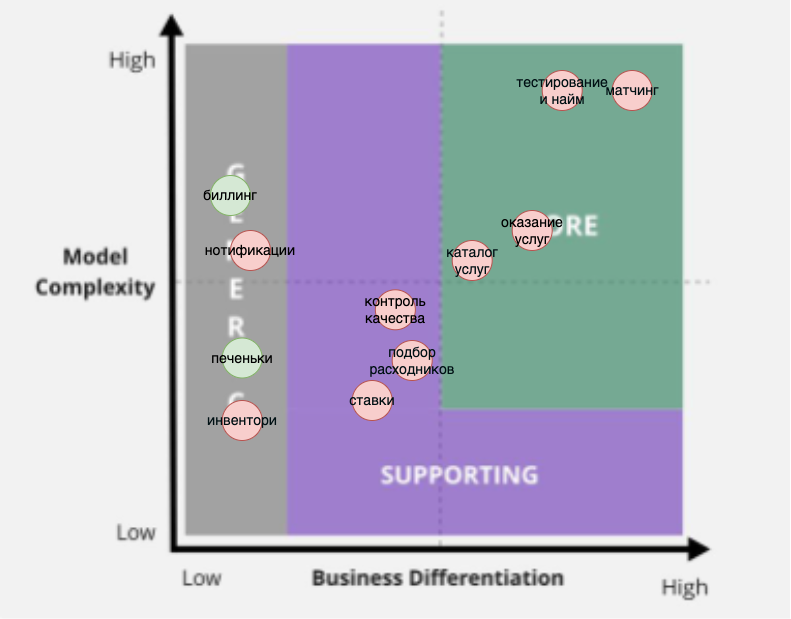 High
тестирование
и найм
матчинг
биллинг
нотификации
оказание
услуг
ORE
каталог
услуг
Model
Complexity
G
E
E
R
контроль
качества
печеньки
подбор
расходников
C
ставки
инвентори
SUPPORTING
Low
Low
Business Differentiation
High